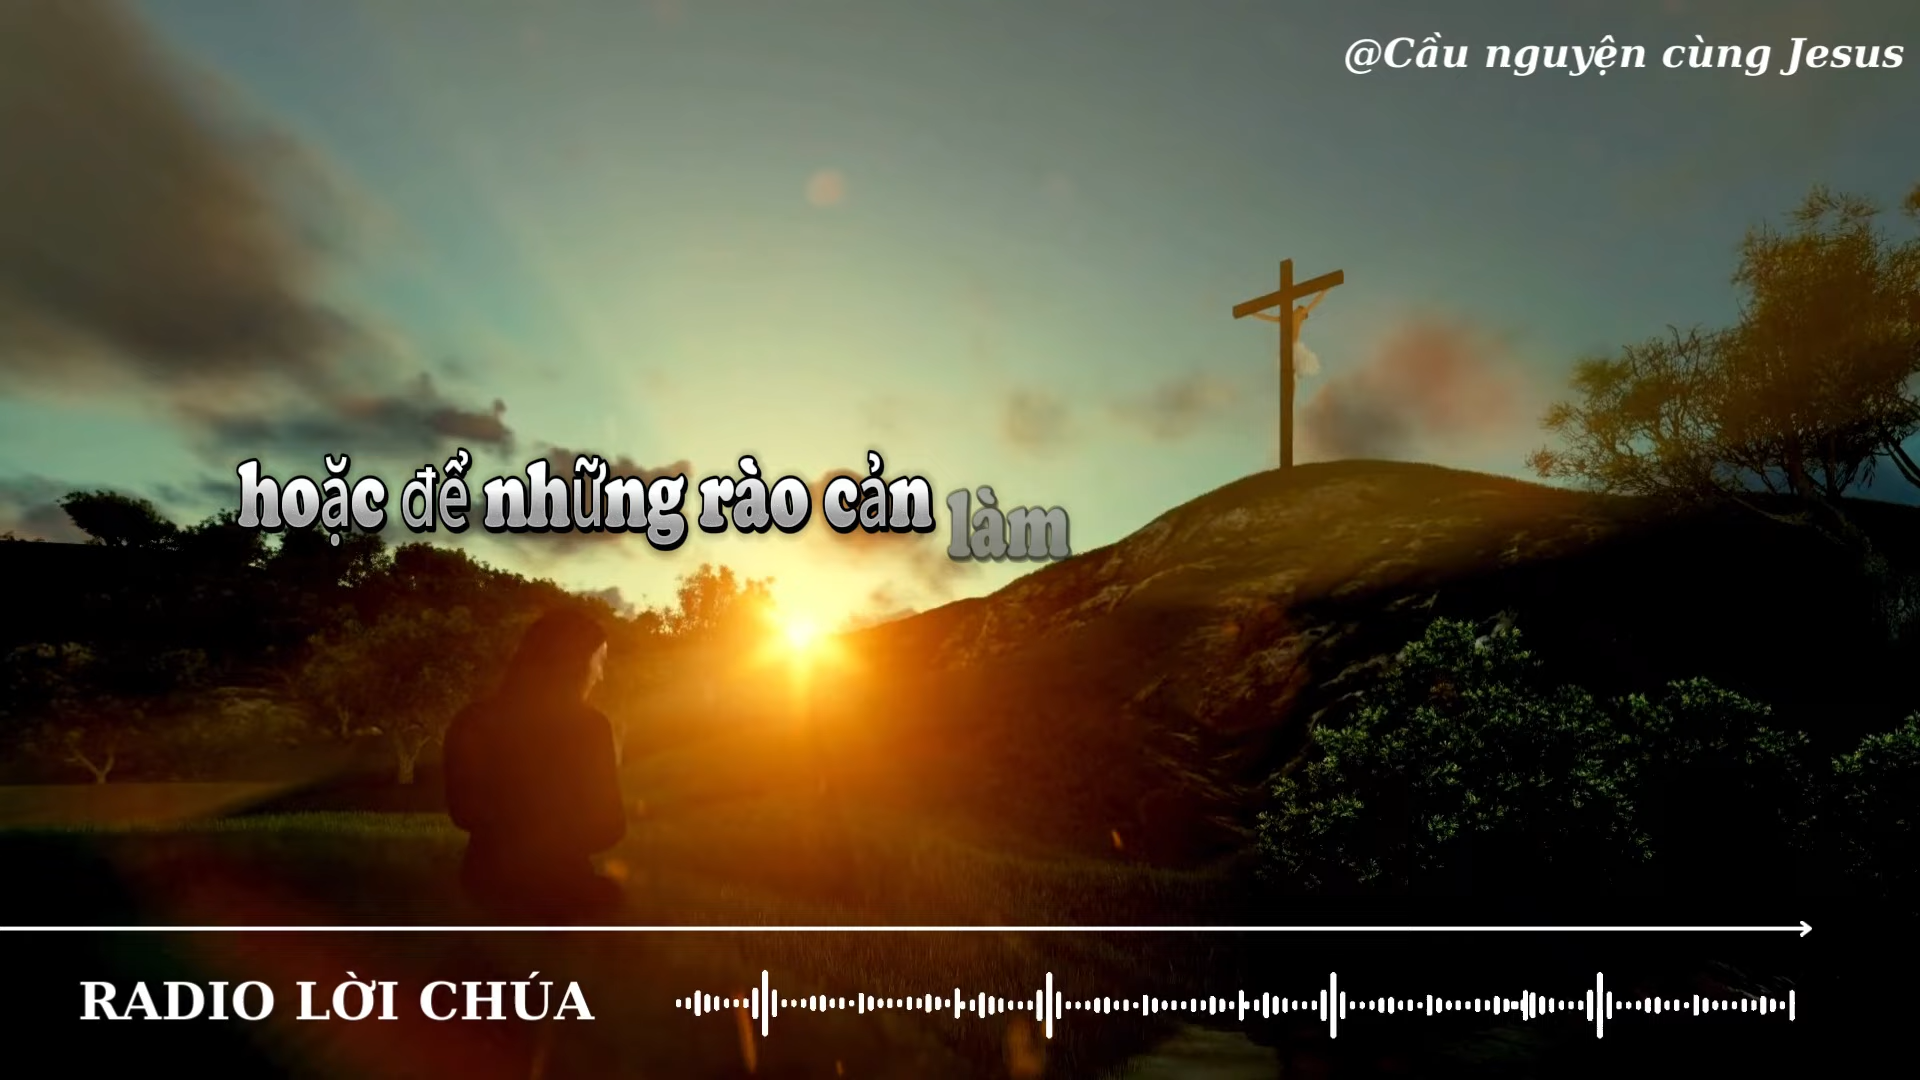 @Cầu nguyện cùng Jesus
hoặc để những rào cản làm
RADIO LỜI CHÚA